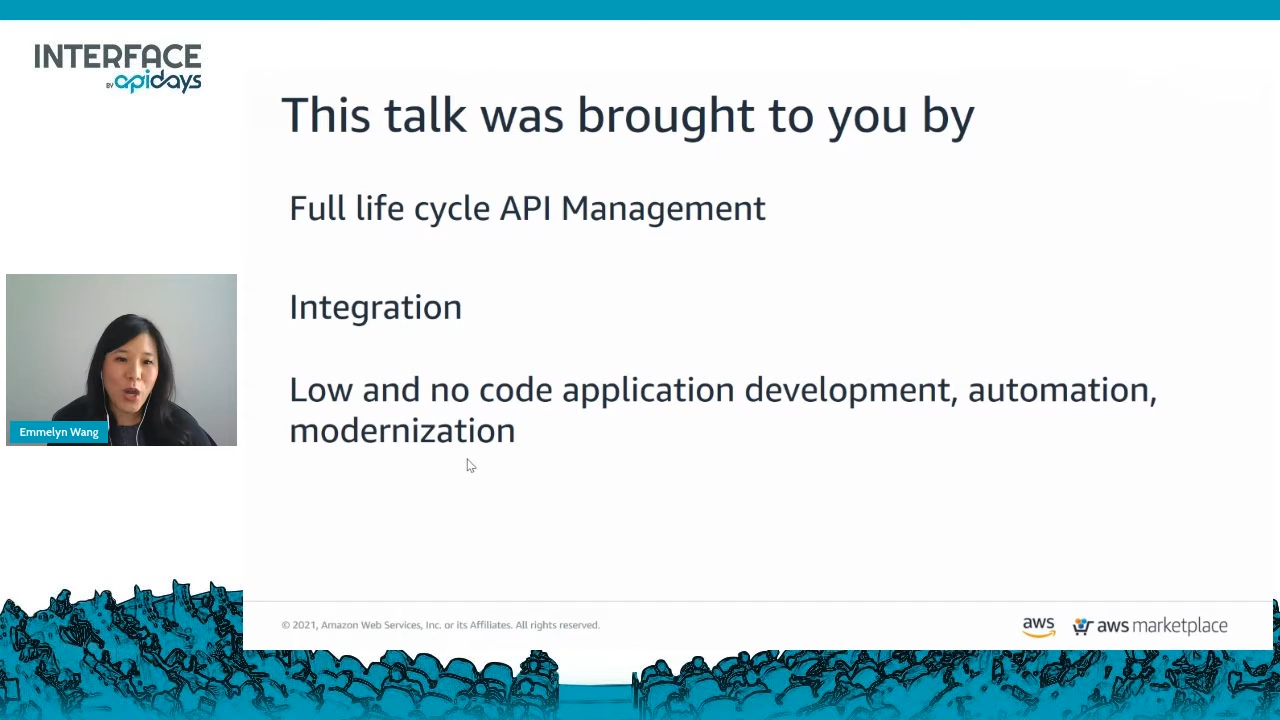 INTERFACE
BY apidays
This talk was brought to you by
Full life cycle API Management
Integration
Low and no code application development, automation,
modernization
Emmelyn Wang
© 2021, Amazon Web Services, Inc. or its Affiliates. All rights reserved.
aws
aws marketplace